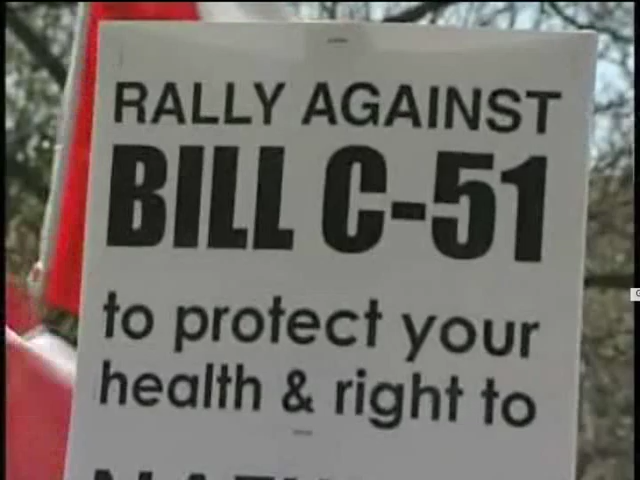 RALLY AGAINST
BILL C-51
to protect your
health & right to